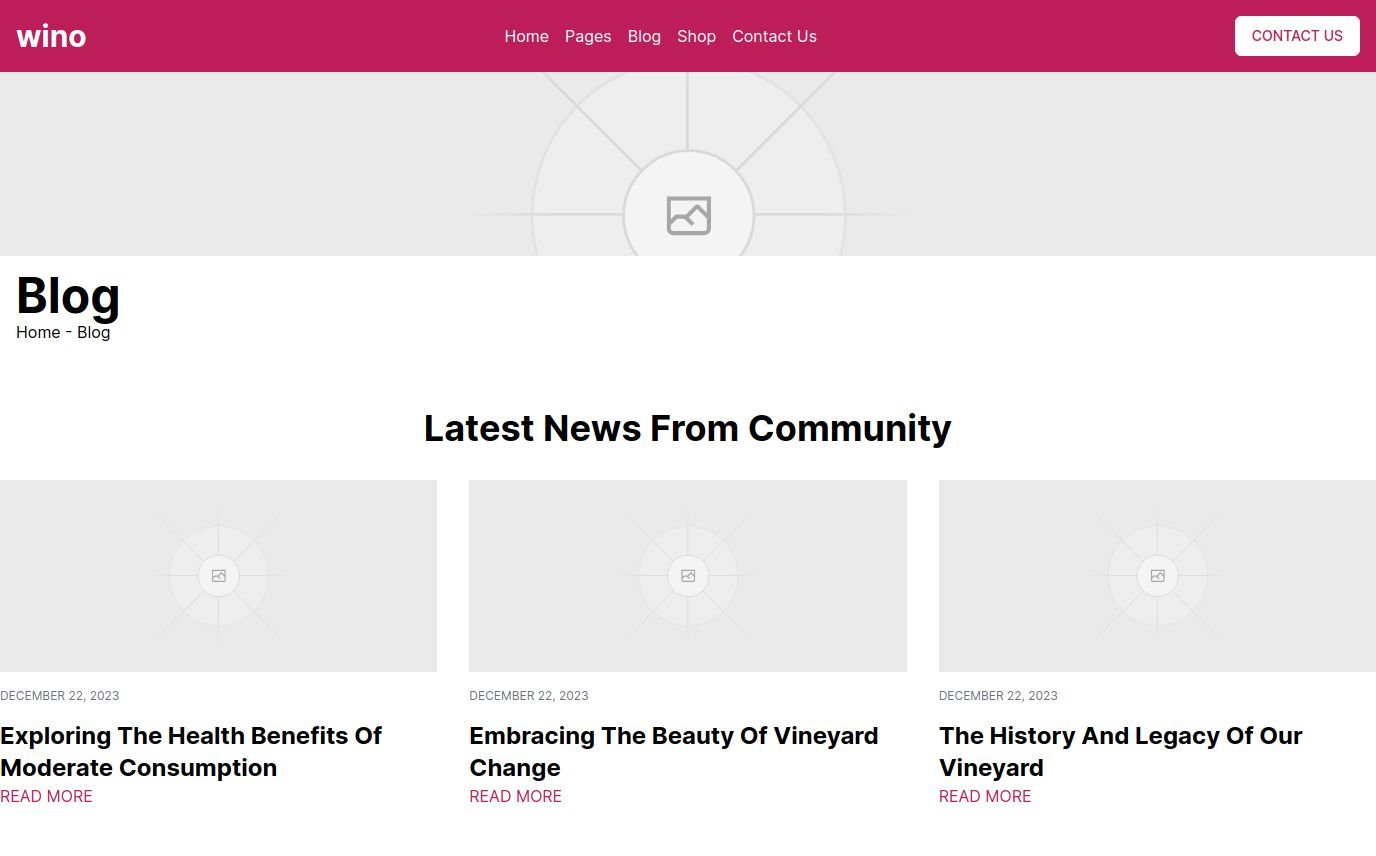 wino
Home Pages Blog Shop Contact Us
CONTACT US
Blog
Home - Blog
Latest News From Community
DECEMBER 22, 2023
Exploring The Health Benefits Of
Moderate Consumption
READ MORE
DECEMBER 22, 2023
Embracing The Beauty Of Vineyard
Change
READ MORE
DECEMBER 22, 2023
The History And Legacy Of Our
Vineyard
READ MORE